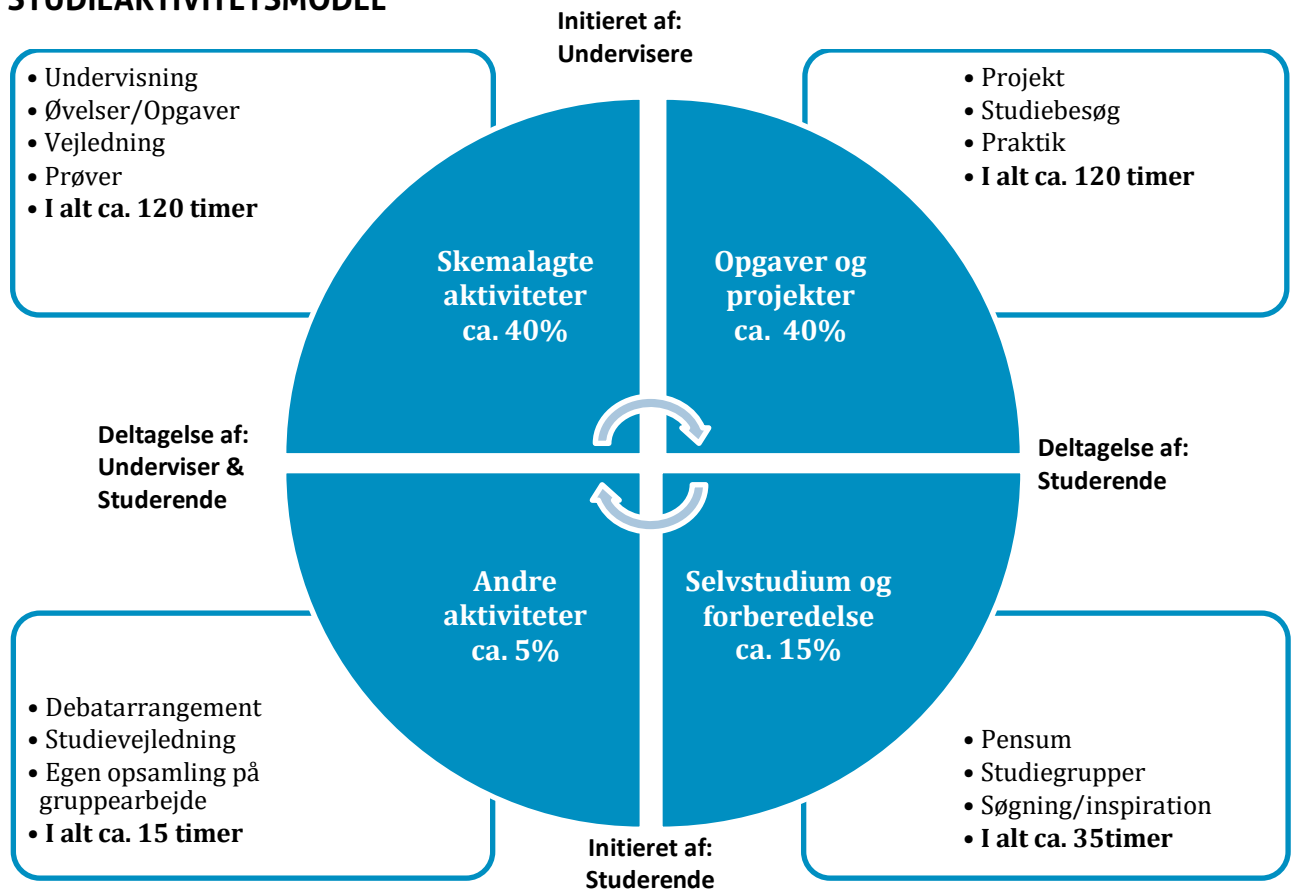 STUDIEAKTIVITETSMODEL
Initieret af:
Undervisere
• Undervisning
• Øvelser/Opgaver
• Vejledning
• Prøver
• I alt ca. 120 timer
• Projekt
• Studiebesøg
• Praktik
• I alt ca. 120 timer
Skemalagte
aktiviteter
ca. 40%
Opgaver og
projekter
ca. 40%
Deltagelse af:
Underviser &
Studerende
Deltagelse af:
Studerende
Andre
aktiviteter
ca. 5%
Selvstudium og
forberedelse
ca. 15%
• Debatarrangement
• Studievejledning
• Egen opsamling på
gruppearbejde
• I alt ca. 15 timer
• Pensum
• Studiegrupper
• Søgning/inspiration
• I alt ca. 35timer
Initieret af:
Studerende